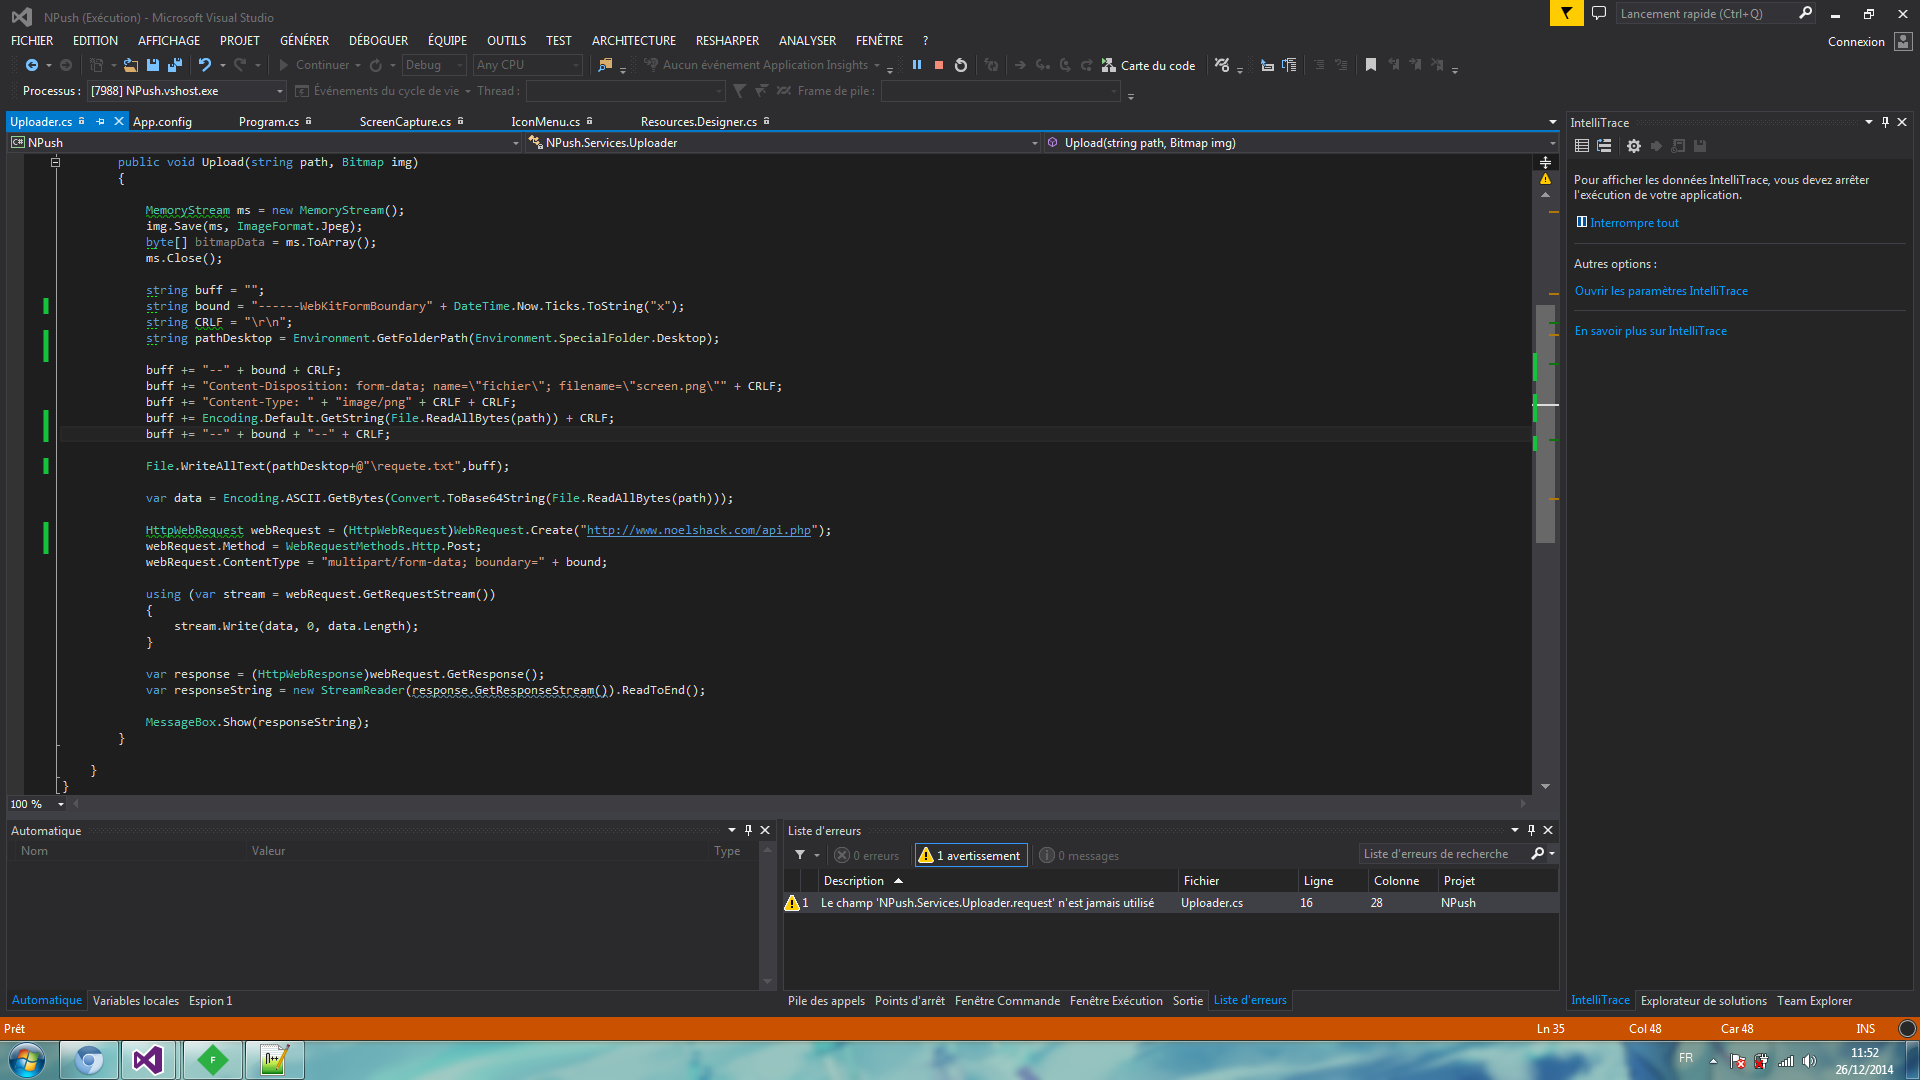 NPush (Exécution) - Microsoft Visual Studio
Lancement rapide (Ctrl+Q)
FICHIER EDITION AFFICHAGE PROJET GÉNÉRER DÉBOGUER ÉQUIPE OUTILS TEST ARCHITECTURE RESHARPER ANALYSER FENÊTRE ?
Connexion
Continuer Debug Any CPU Aucun événement Application Insights Carte du code
Processus : [7988] NPush.vshost.exe Événements du cycle de vie Thread : Frame de pile :
Uploader.cs App.config Program.cs ScreenCapture.cs IconMenu.cs Resources.Designer.cs
NPush NPush.Services.Uploader Upload(string path, Bitmap img)
public void Upload(string path, Bitmap img)
{
MemoryStream ms = new MemoryStream();
img.Save(ms, ImageFormat.Jpeg);
byte[] bitmapData = ms.ToArray();
ms.Close();
string buff = "";
string bound = "------WebKitFormBoundary" + DateTime.Now.Ticks.ToString("x");
string CRLF = "\r\n";
string pathDesktop = Environment.GetFolderPath(Environment.SpecialFolder.Desktop);
buff += "--" + bound + CRLF;
buff += "Content-Disposition: form-data; name=\"fichier\"; filename=\"screen.png\"" + CRLF;
buff += "Content-Type: " + "image/png" + CRLF + CRLF;
buff += Encoding.Default.GetString(File.ReadAllBytes(path)) + CRLF;
buff += "--" + bound + "--" + CRLF;
File.WriteAllText(pathDesktop+@"\requete.txt",buff);
var data = Encoding.ASCII.GetBytes(Convert.ToBase64String(File.ReadAllBytes(path)));
HttpWebRequest webRequest = (HttpWebRequest)WebRequest.Create("http://www.noelshack.com/api.php");
webRequest.Method = WebRequestMethods.Http.Post;
webRequest.ContentType = "multipart/form-data; boundary=" + bound;
using (var stream = webRequest.GetRequestStream())
{
stream.Write(data, 0, data.Length);
}
var response = (HttpWebResponse)webRequest.GetResponse();
var responseString = new StreamReader(response.GetResponseStream()).ReadToEnd();
MessageBox.Show(responseString);
}
}
}
100 %
IntelliTrace
Pour afficher les données IntelliTrace, vous devez arrêter
l'exécution de votre application.
Interrompre tout
Autres options :
Ouvrir les paramètres IntelliTrace
En savoir plus sur IntelliTrace
Automatique
Nom Valeur Type
Automatique Variables locales Espion 1
Liste d'erreurs
0 erreurs 1 avertissement 0 messages Liste d'erreurs de recherche
Description Fichier Ligne Colonne Projet
1 Le champ 'NPush.Services.Uploader.request' n'est jamais utilisé Uploader.cs 16 28 NPush
Pile des appels Points d'arrêt Fenêtre Commande Fenêtre Exécution Sortie Liste d'erreurs
IntelliTrace Explorateur de solutions Team Explorer
Prêt Ln 35 Col 48 Car 48 INS
FR 11:52
26/12/2014